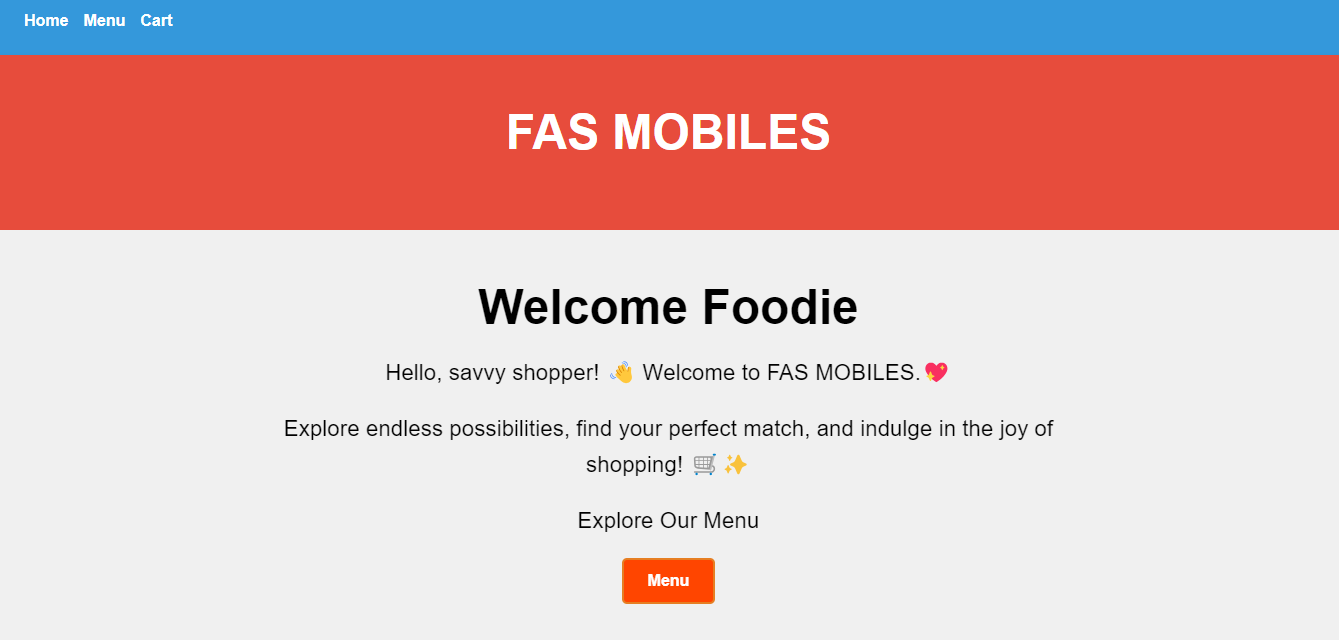 Home Menu Cart
FAS MOBILES
Welcome Foodie
Hello, savvy shopper! 👋 Welcome to FAS MOBILES.💖
Explore endless possibilities, find your perfect match, and indulge in the joy of
shopping! 🛒 ✨
Explore Our Menu
Menu